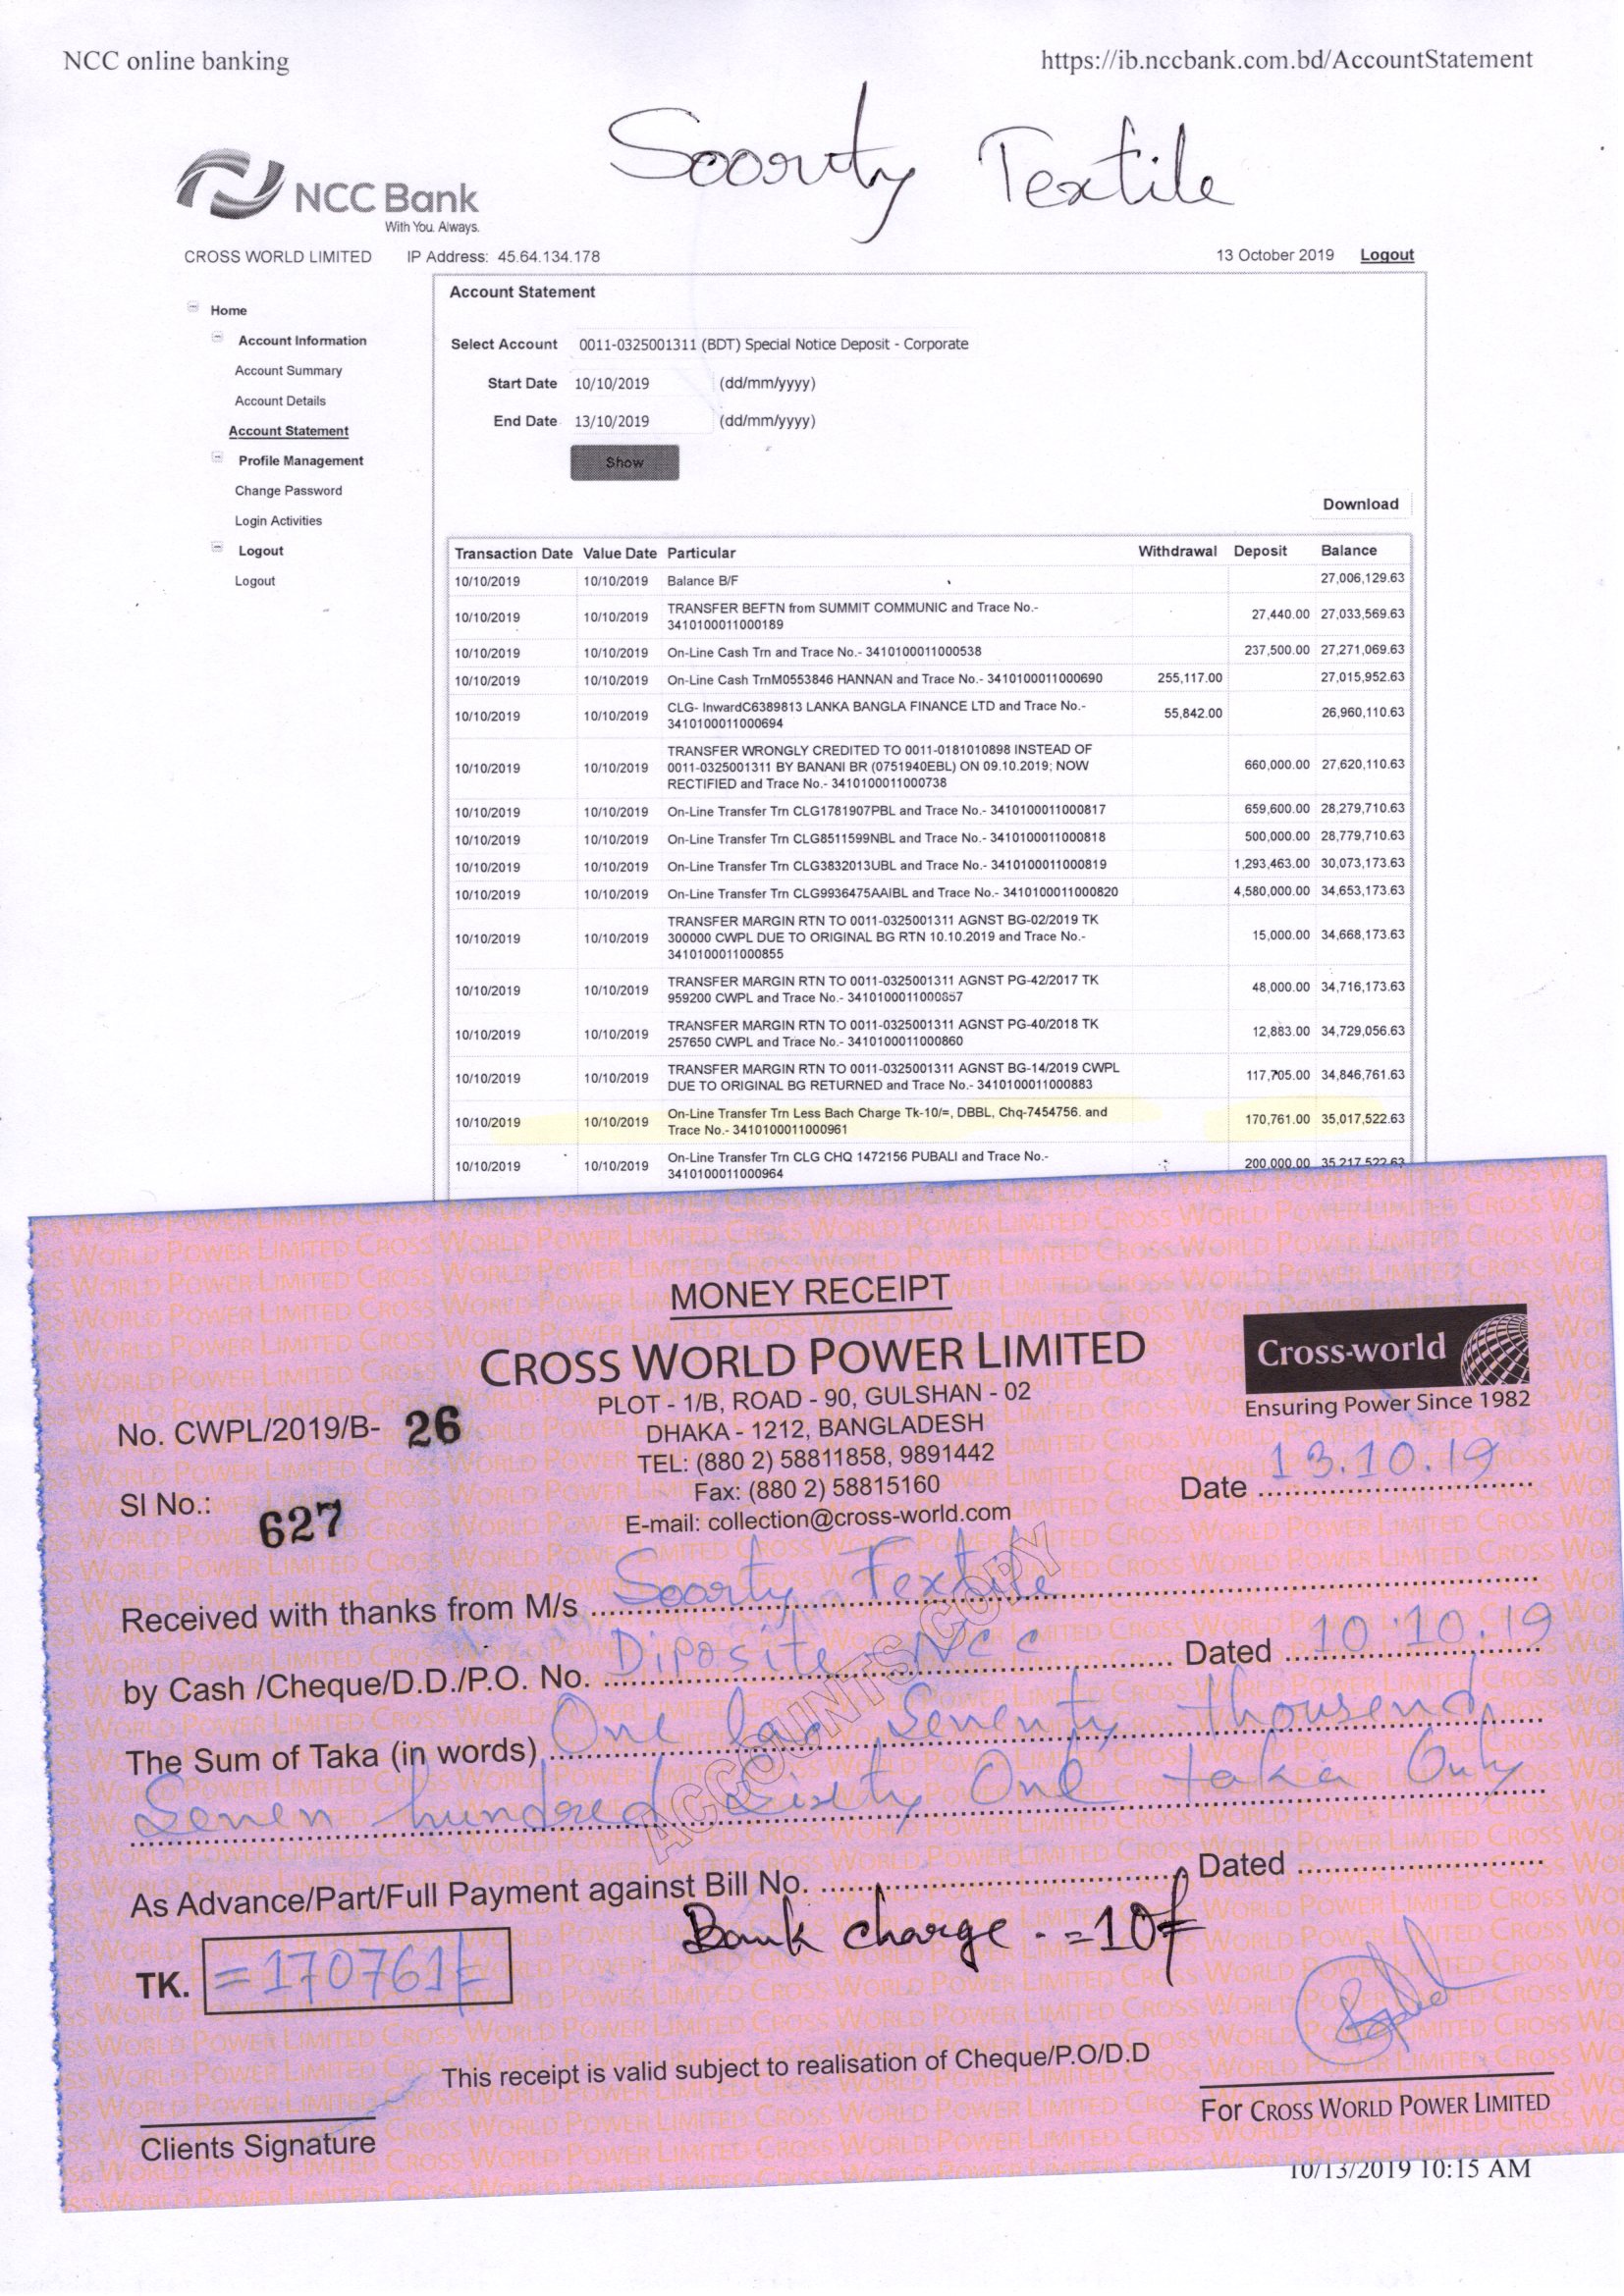 NCC online banking https://ib.nccbank.com.bd/AccountStatement
Soorty Textile
NCC Bank
With You. Always.
CROSS WORLD LIMITED IP Address: 45.64.134.178 13 October 2019 Logout
Home
Account Information
Account Summary
Account Details
Account Statement
Profile Management
Change Password
Login Activities
Logout
Logout
Account Statement
Select Account 0011-0325001311 (BDT) Special Notice Deposit - Corporate
Start Date 10/10/2019 (dd/mm/yyyy)
End Date 13/10/2019 (dd/mm/yyyy)
Show
Download
Transaction Date Value Date Particular Withdrawal Deposit Balance
10/10/2019 10/10/2019 Balance B/F 27,006,129.63
10/10/2019 10/10/2019 TRANSFER BEFTN from SUMMIT COMMUNIC and Trace No.- 27,440.00 27,033,569.63
3410100011000189
10/10/2019 10/10/2019 On-Line Cash Trn and Trace No.- 3410100011000538 237,500.00 27,271,069.63
10/10/2019 10/10/2019 On-Line Cash TrnM0553846 HANNAN and Trace No.- 3410100011000690 255,117.00 27,015,952.63
10/10/2019 10/10/2019 CLG- InwardC6389813 LANKA BANGLA FINANCE LTD and Trace No.- 55,842.00 26,960,110.63
3410100011000694
TRANSFER WRONGLY CREDITED TO 0011-0181010898 INSTEAD OF
10/10/2019 10/10/2019 0011-0325001311 BY BANANI BR (0751940EBL) ON 09.10.2019; NOW 660,000.00 27,620,110.63
RECTIFIED and Trace No.- 3410100011000738
10/10/2019 10/10/2019 On-Line Transfer Trn CLG1781907PBL and Trace No.- 3410100011000817 659,600.00 28,279,710.63
10/10/2019 10/10/2019 On-Line Transfer Trn CLG8511599NBL and Trace No.- 3410100011000818 500,000.00 28,779,710.63
10/10/2019 10/10/2019 On-Line Transfer Trn CLG3832013UBL and Trace No.- 3410100011000819 1,293,463.00 30,073,173.63
10/10/2019 10/10/2019 On-Line Transfer Trn CLG9936475AAIBL and Trace No.- 3410100011000820 4,580,000.00 34,653,173.63
TRANSFER MARGIN RTN TO 0011-0325001311 AGNST BG-02/2019 TK
10/10/2019 10/10/2019 300000 CWPL DUE TO ORIGINAL BG RTN 10.10.2019 and Trace No.- 15,000.00 34,668,173.63
3410100011000855
10/10/2019 10/10/2019 TRANSFER MARGIN RTN TO 0011-0325001311 AGNST PG-42/2017 TK 48,000.00 34,716,173.63
959200 CWPL and Trace No.- 3410100011000857
10/10/2019 10/10/2019 TRANSFER MARGIN RTN TO 0011-0325001311 AGNST PG-40/2018 TK 12,883.00 34,729,056.63
257650 CWPL and Trace No.- 3410100011000860
10/10/2019 10/10/2019 TRANSFER MARGIN RTN TO 0011-0325001311 AGNST BG-14/2019 CWPL 117,705.00 34,846,761.63
DUE TO ORIGINAL BG RETURNED and Trace No.- 3410100011000883
10/10/2019 10/10/2019 On-Line Transfer Trn Less Bach Charge Tk-10/=, DBBL, Chq-7454756. and 170,761.00 35,017,522.63
Trace No.- 3410100011000961
10/10/2019 10/10/2019 On-Line Transfer Trn CLG CHQ 1472156 PUBALI and Trace No.- 200,000.00 35,217,522.63
3410100011000964
MONEY RECEIPT
CROSS WORLD POWER LIMITED
Cross-world
Ensuring Power Since 1982
PLOT - 1/B, ROAD - 90, GULSHAN - 02
No. CWPL/2019/B- 26 DHAKA - 1212, BANGLADESH
TEL: (880 2) 58811858, 9891442
Fax: (880 2) 58815160 Date 13.10.19
SI No.: 627 E-mail: collection@cross-world.com
ACCOUNTS COPY
Received with thanks from M/s Soorty Textile
by Cash /Cheque/D.D./P.O. No. Diposite NCC Dated 10.10.19
The Sum of Taka (in words) One lac Seventy thousend
Seven hundred Sixty One taka Only
As Advance/Part/Full Payment against Bill No. Dated
Bank charge .=10/=
TK. =170761/=
This receipt is valid subject to realisation of Cheque/P.O/D.D
Clients Signature For CROSS WORLD POWER LIMITED
10/13/2019 10:15 AM